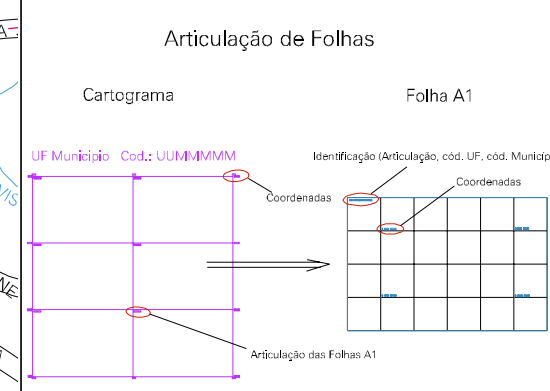 Articulação de Folhas
Cartograma
Folha A1
UF Municipio Cod.: UUMMMMM
Identificação (Articulação, cód. UF, cód.
Coordenadas
Coordenadas
Articulação das Folhas A1